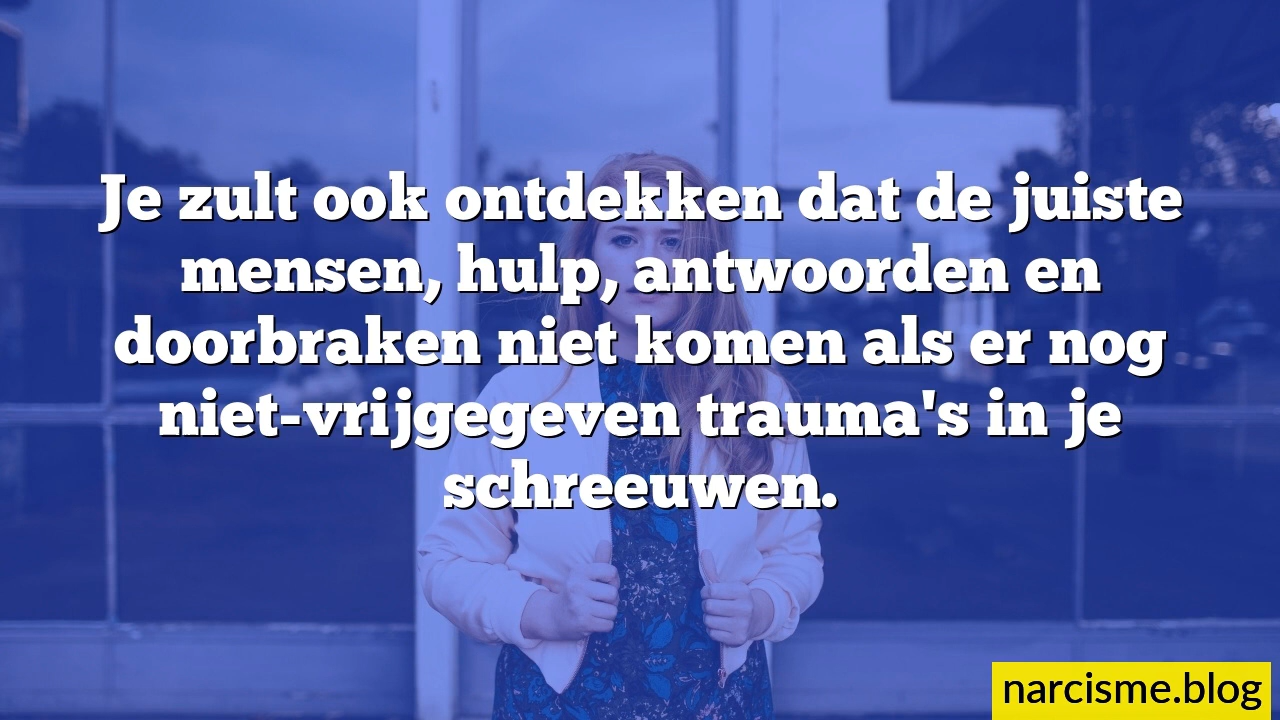 Je zult ook ontdekken dat de juiste
mensen, hulp, antwoorden en
doorbraken niet komen als er nog
niet-vrijgegeven trauma's in je
schreeuwen.
narcisme.blog